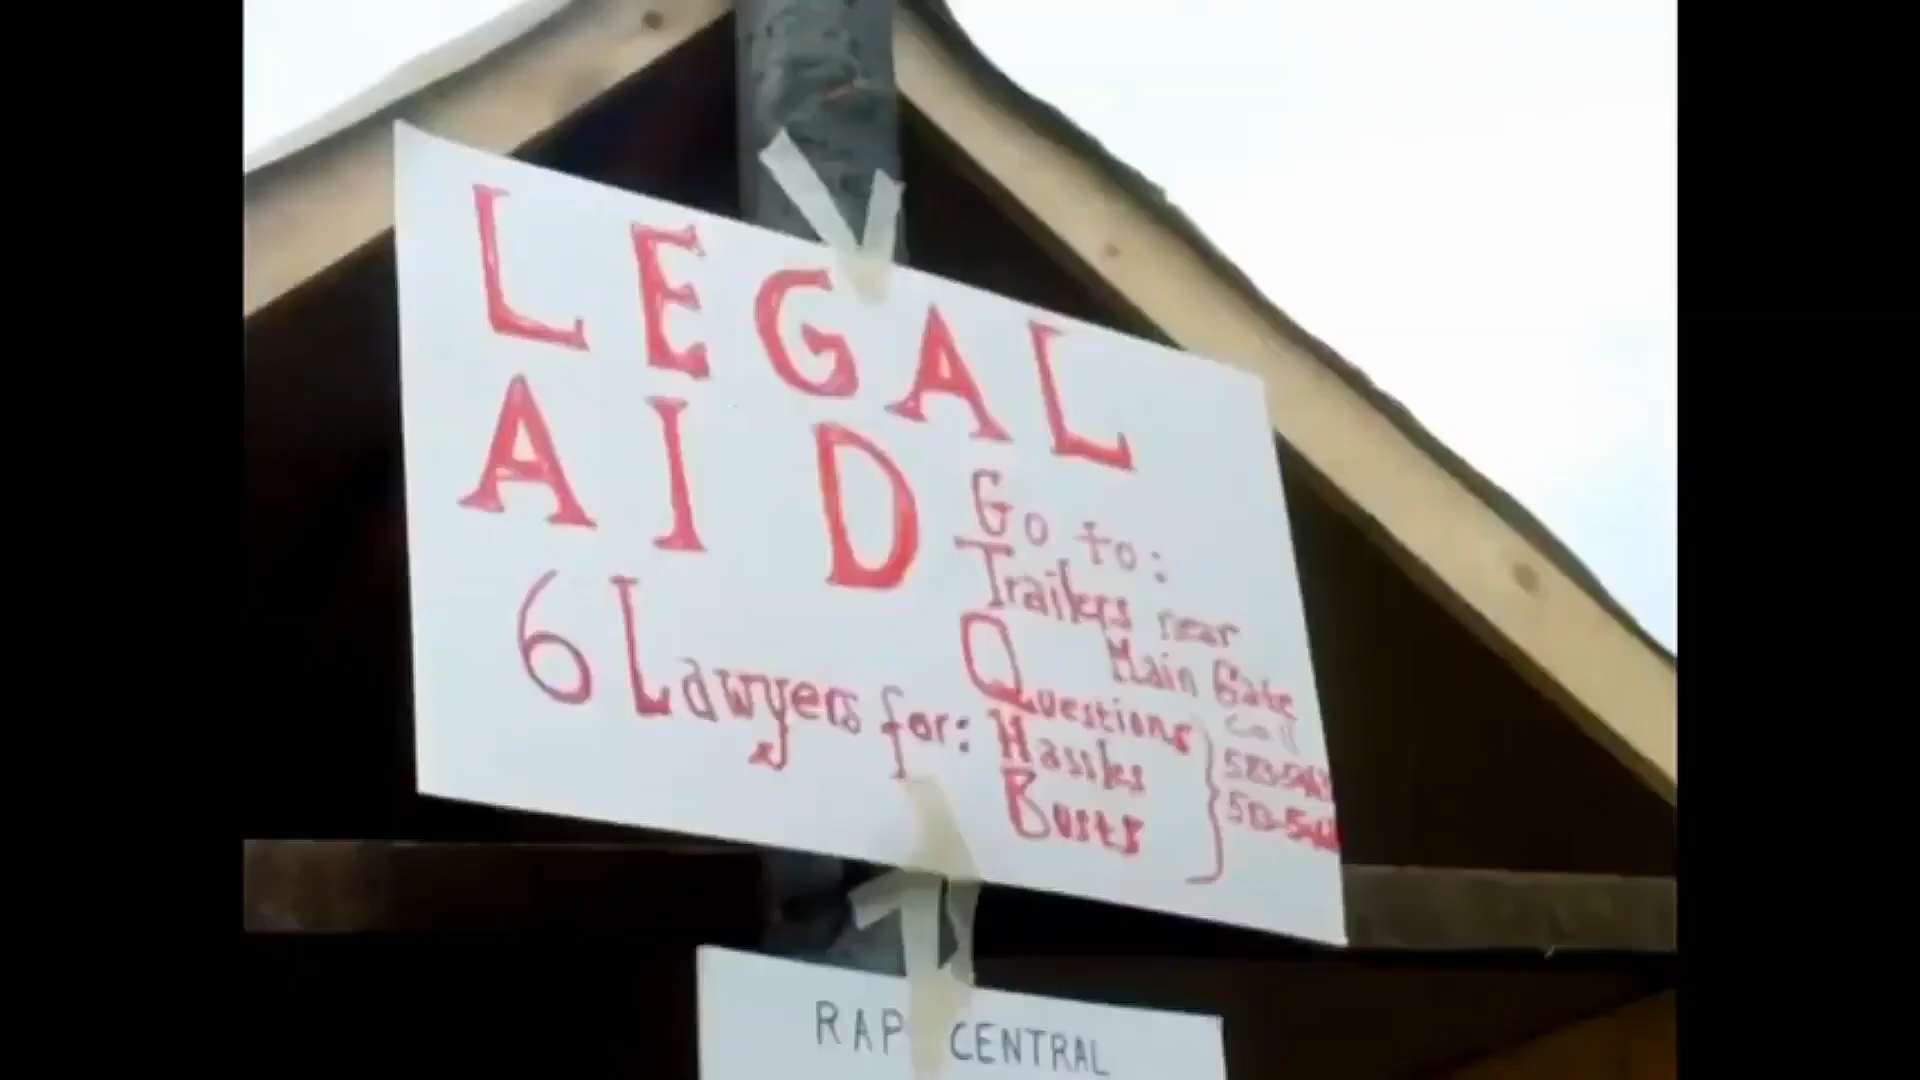 LEGAL
AID
Go to:
Trailers near
Main Gate
6 Lawyers for:
Questions
Hassles
Busts
Call
RAP CENTRAL